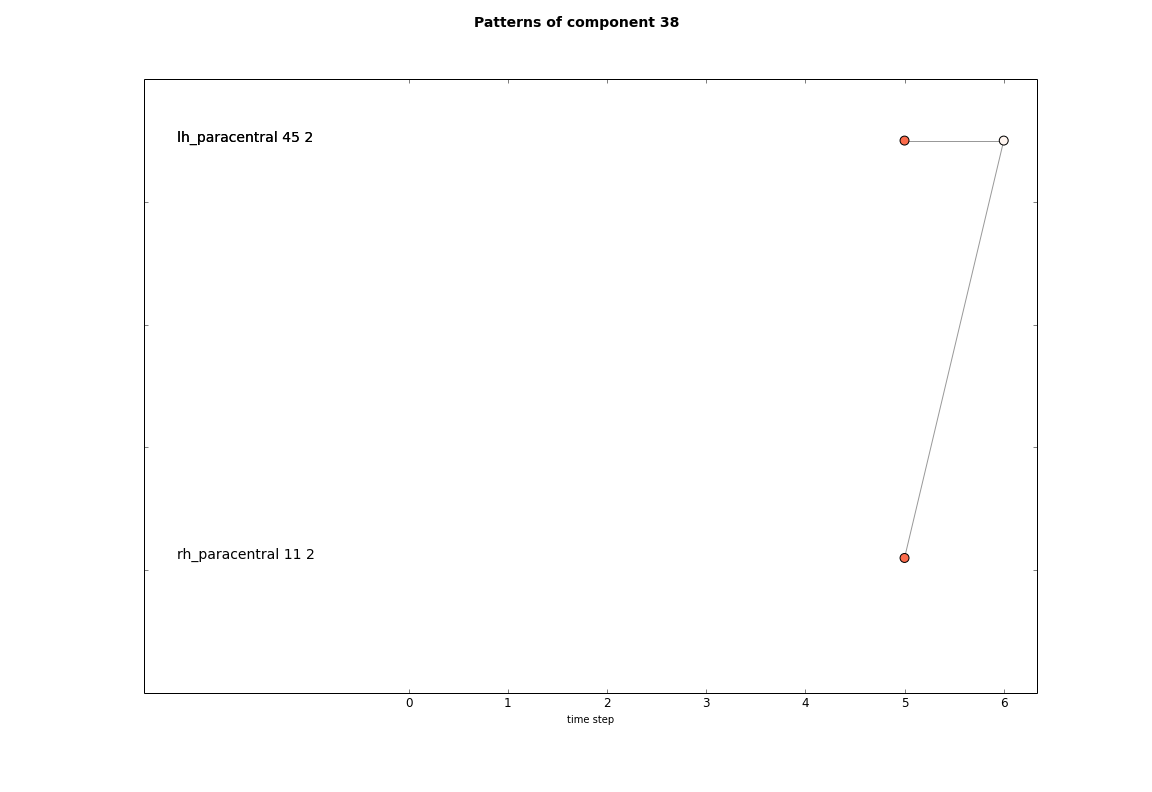 Patterns of component 38
lh_paracentral 45 2
rh_paracentral 11 2
0 1 2 3 4 5 6
time step